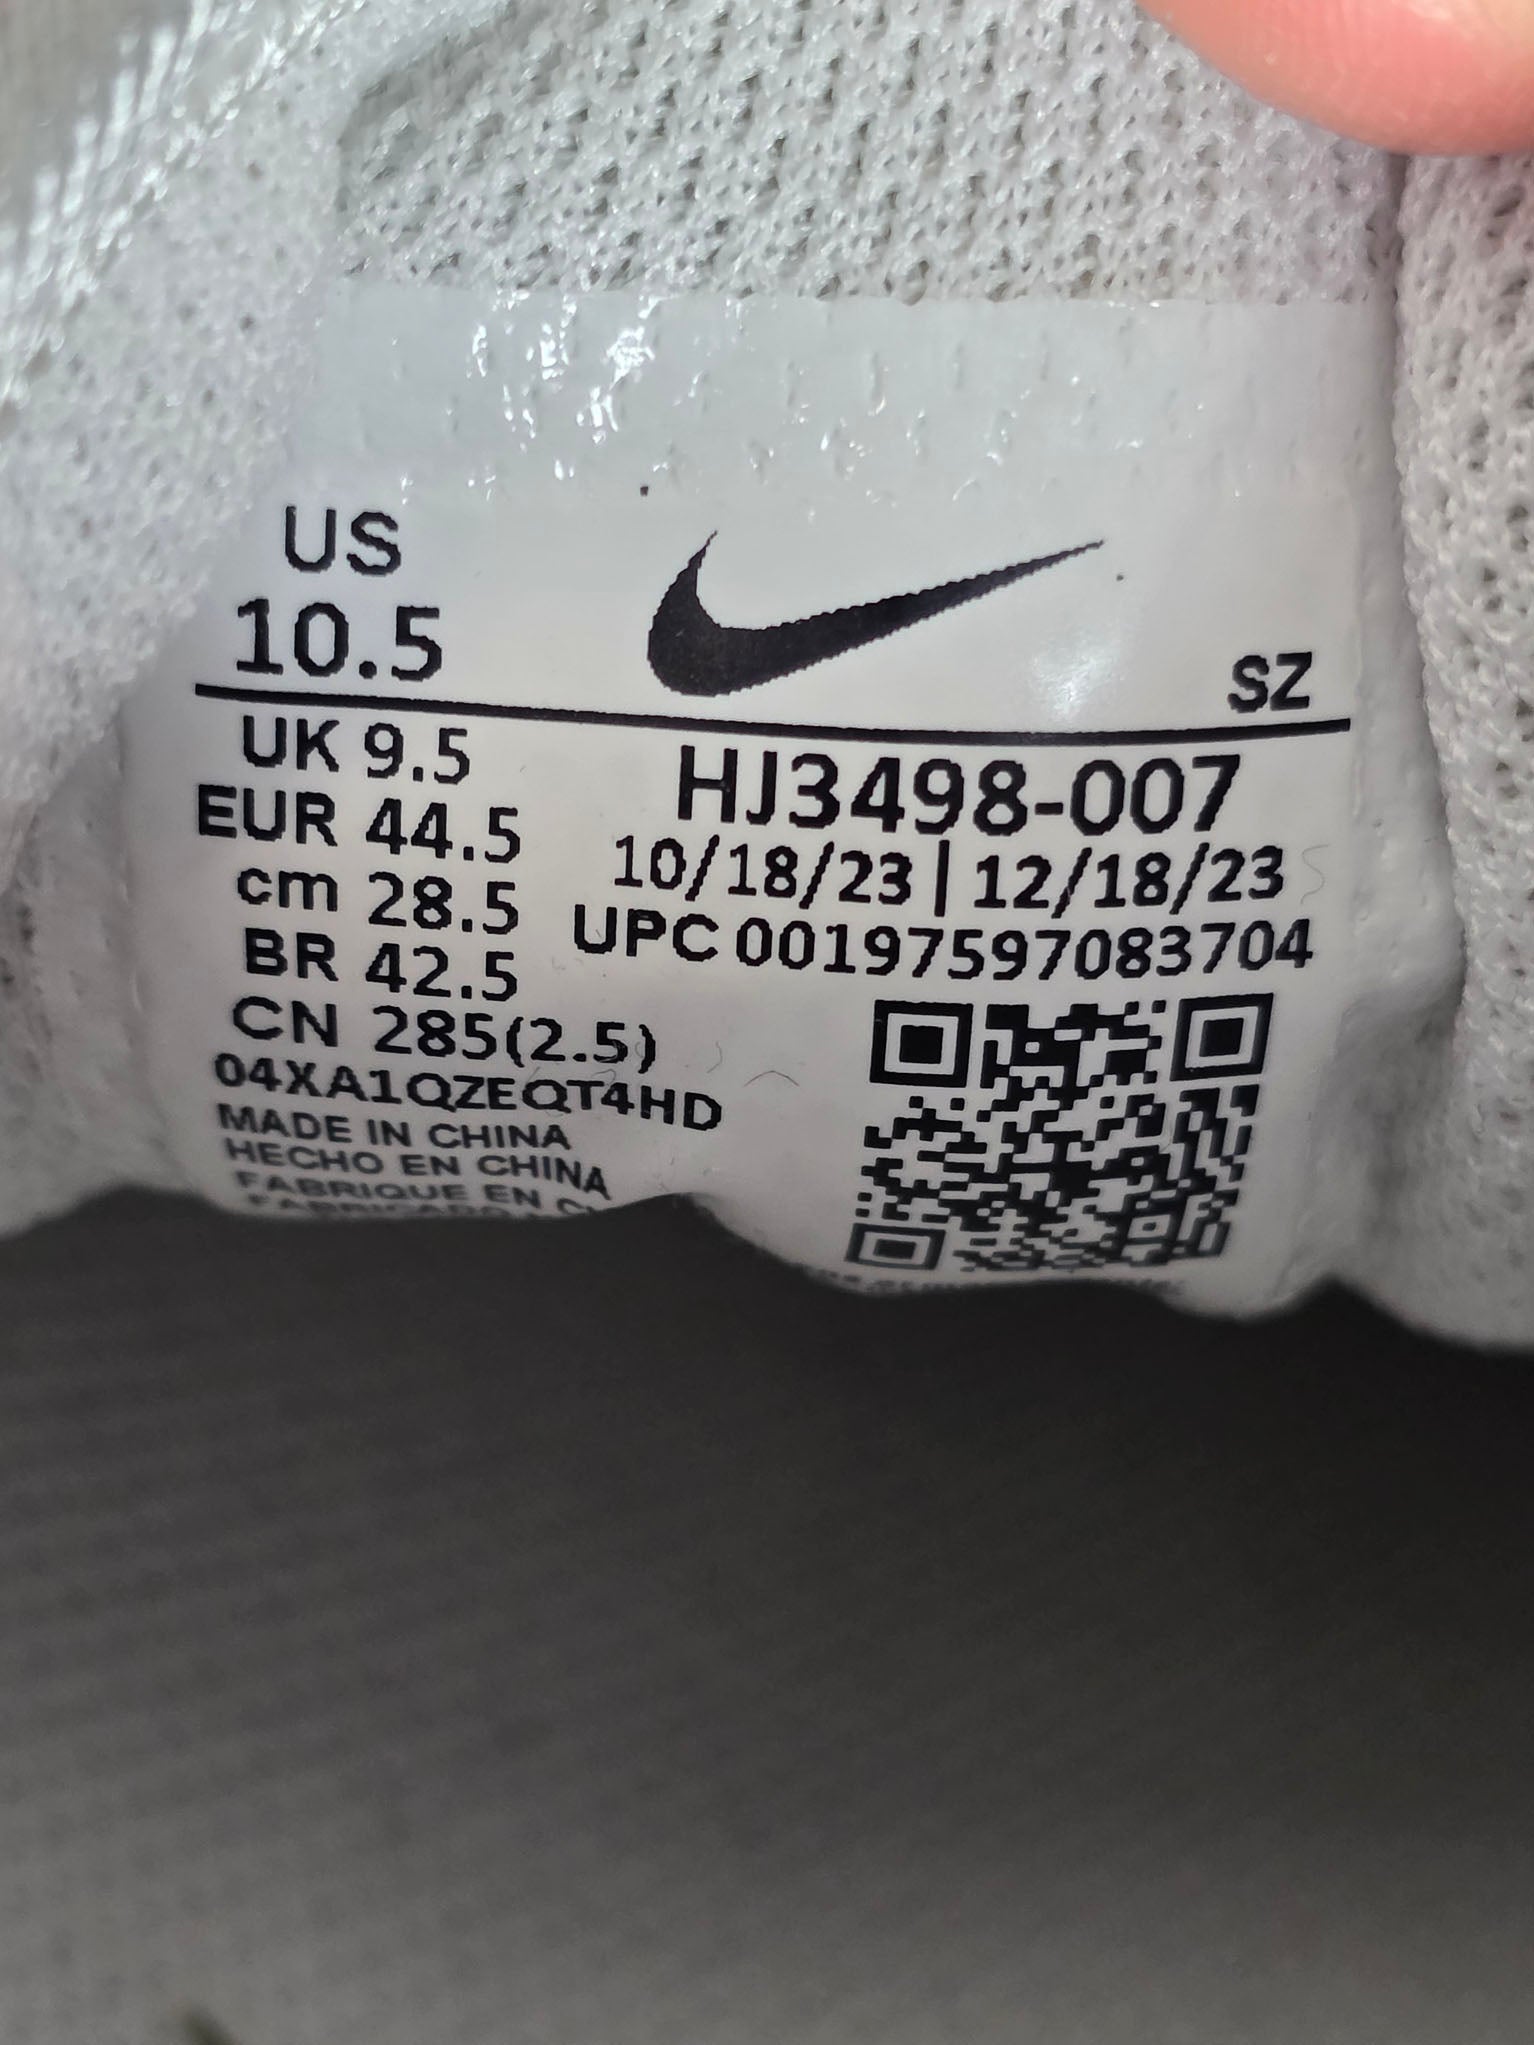 US
10.5
SZ
UK 9.5
EUR 44.5
cm 28.5
BR 42.5
CN 285(2.5)
04XA1QZEQT4HD
MADE IN CHINA
HECHO EN CHINA
FABRIQUE EN
HJ3498-007
10/18/23 | 12/18/23
UPC 00197597083704